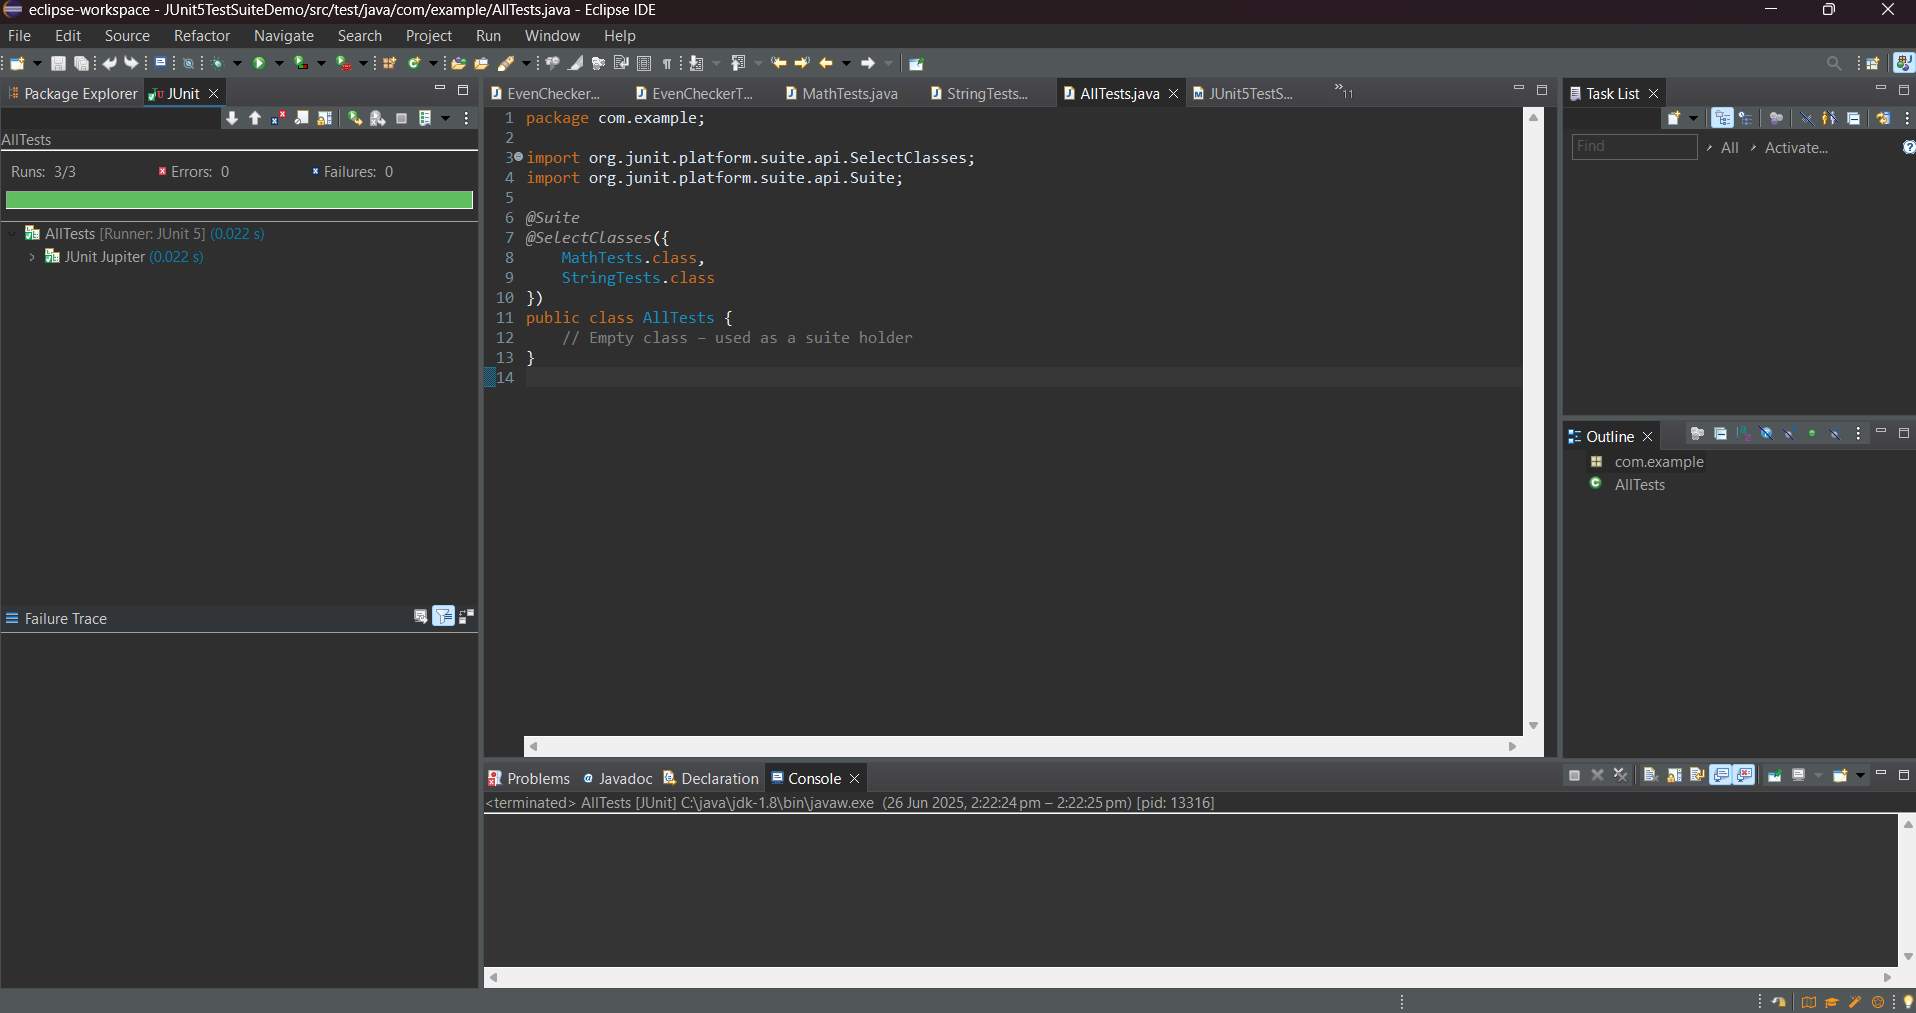 eclipse-workspace - JUnit5TestSuiteDemo/src/test/java/com/example/AllTests.java - Eclipse IDE
File Edit Source Refactor Navigate Search Project Run Window Help
Package Explorer JUnit
AllTests
Runs: 3/3 Errors: 0 Failures: 0
AllTests [Runner: JUnit 5] (0.022 s)
JUnit Jupiter (0.022 s)
Failure Trace
EvenChecker... EvenCheckerT... MathTests.java StringTests... AllTests.java JUnit5TestS... »11
1 package com.example;
2
3 import org.junit.platform.suite.api.SelectClasses;
4 import org.junit.platform.suite.api.Suite;
5
6 @Suite
7 @SelectClasses({
8 MathTests.class,
9 StringTests.class
10 })
11 public class AllTests {
12 // Empty class – used as a suite holder
13 }
14
Task List
Find All Activate...
Outline
com.example
AllTests
Problems Javadoc Declaration Console
<terminated> AllTests [JUnit] C:\java\jdk-1.8\bin\javaw.exe (26 Jun 2025, 2:22:24 pm – 2:22:25 pm) [pid: 13316]